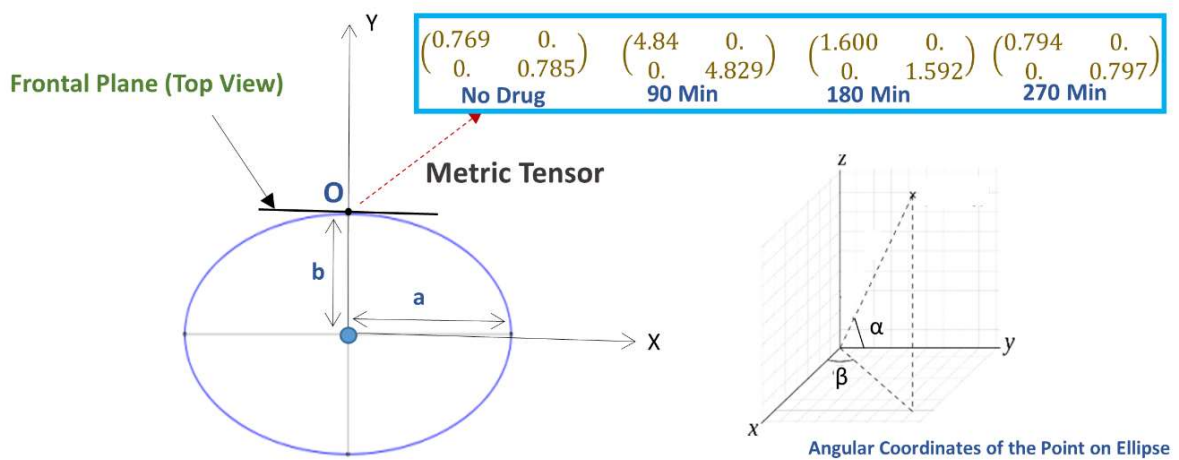 Y
(0.769 0. 0. 0.785)
No Drug
(4.84 0. 0. 4.829)
90 Min
(1.600 0. 0. 1.592)
180 Min
(0.794 0. 0. 0.797)
270 Min
Frontal Plane (Top View)
Metric Tensor
O
b
a
X
z
α
y
β
x
Angular Coordinates of the Point on Ellipse